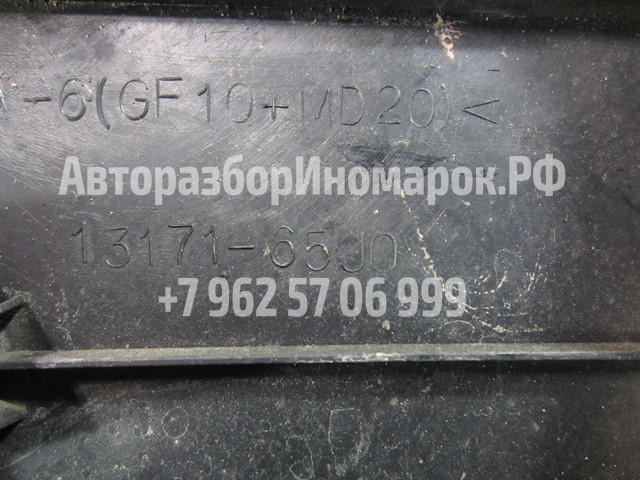 -6(GF10+MD20)<
АвторазборИномарок.РФ
13171-65J0
+7 962 57 06 999